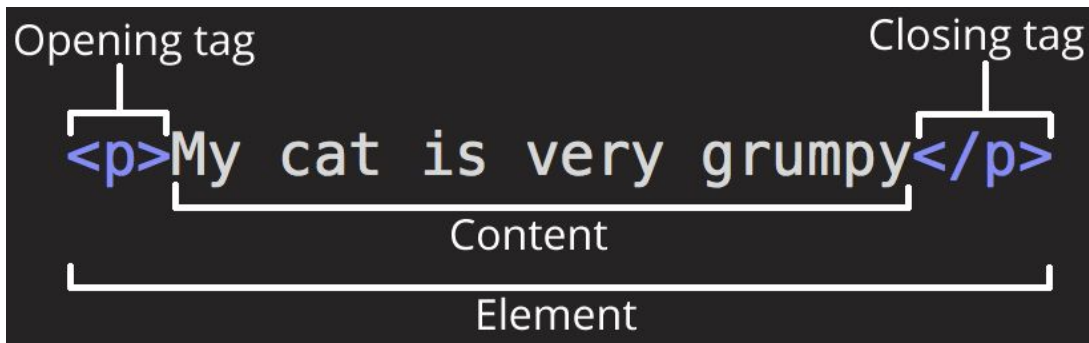 Opening tag
Closing tag
<p>My cat is very grumpy</p>
Content
Element